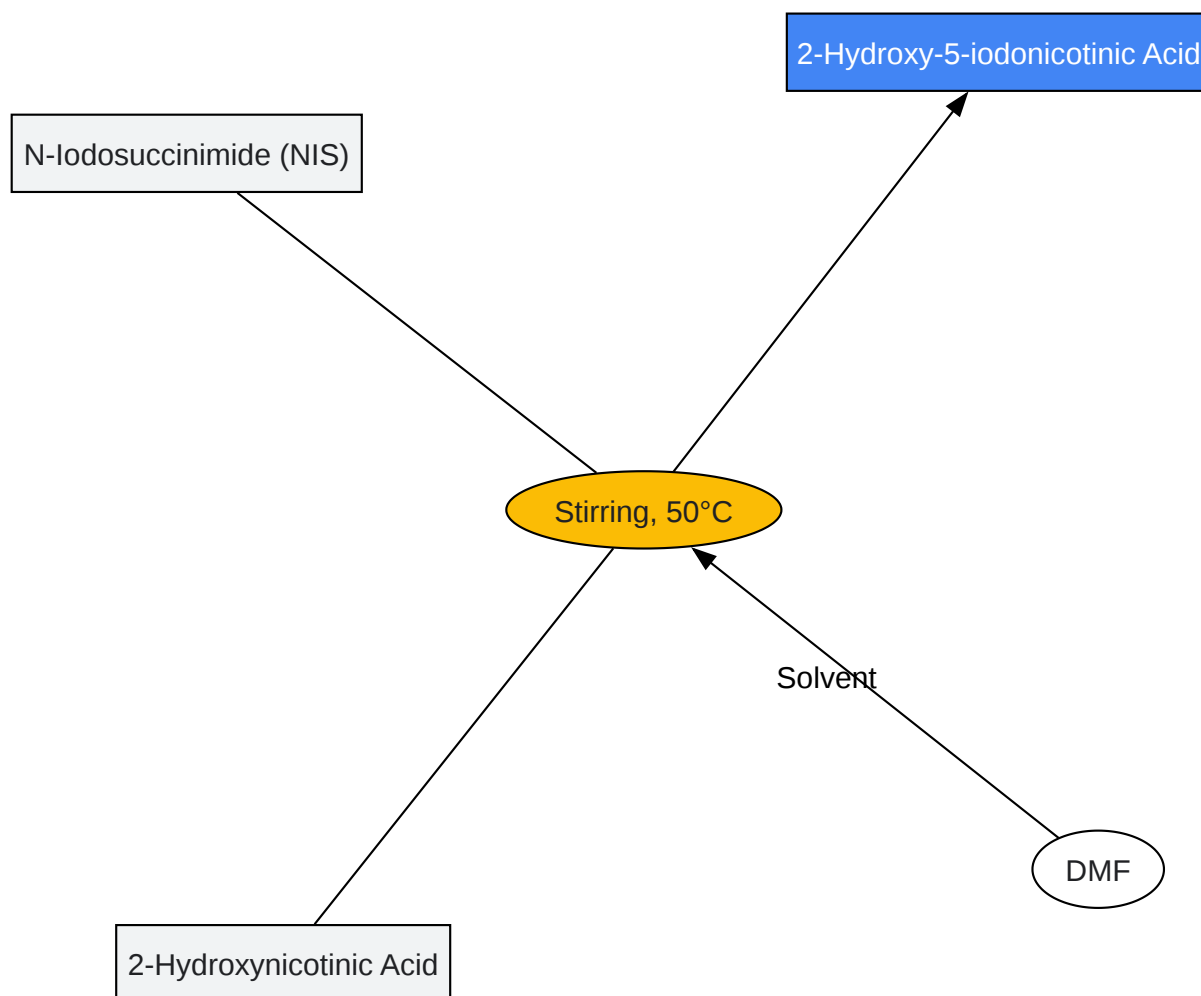 2-Hydroxy-5-iodonicotinic Acid
N-Iodosuccinimide (NIS)
Stirring, 50°C
Solvent
DMF
2-Hydroxynicotinic Acid